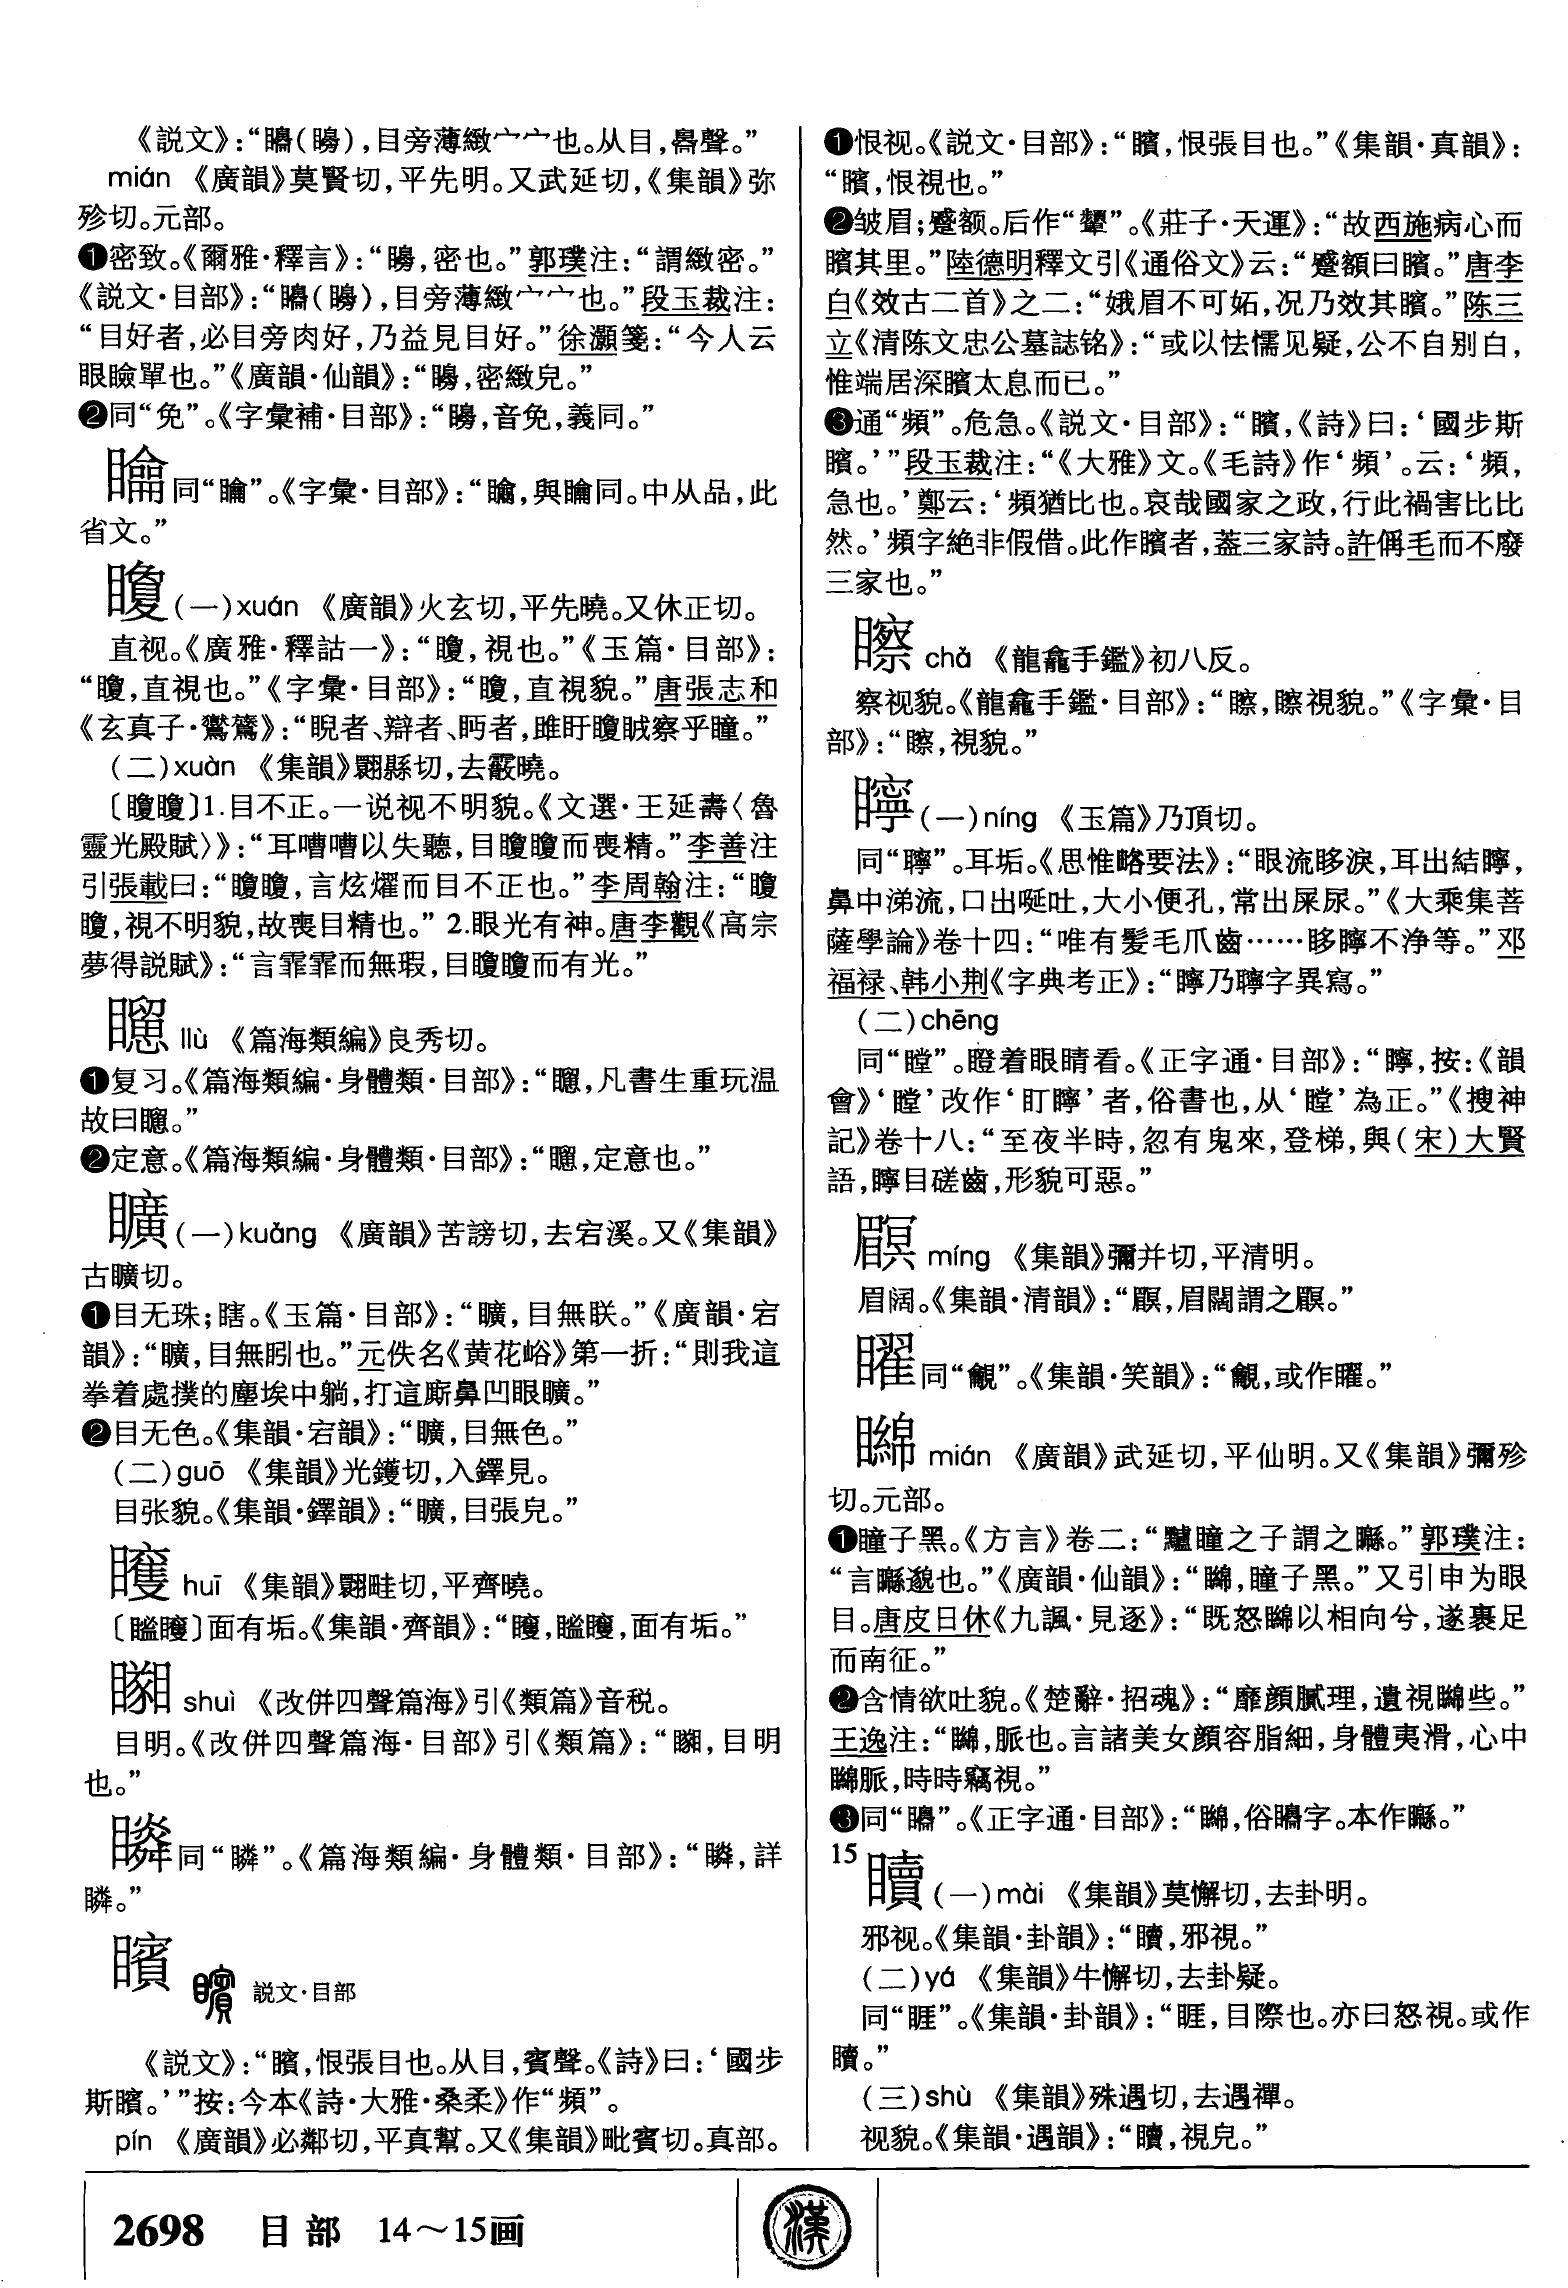 《説文》：“矏(矈)，目旁薄緻宀宀也。从目，臱聲。”
mián 《廣韻》莫賢切，平先明。又武延切，《集韻》弥
殄切。元部。
❶密致。《爾雅·釋言》：“矈，密也。”郭璞注：“謂緻密。”
《説文·目部》：“矏(矈)，目旁薄緻宀宀也。”段玉裁注：
“目好者，必目旁肉好，乃益見目好。”徐灝箋：“今人云
眼瞼單也。”《廣韻·仙韻》：“矈，密緻皃。”
❷同“免”。《字彙補·目部》：“矈，音免，義同。”
同“䁾”。《字彙·目部》：“與同。中从品，此
省文。”
矎(一)xuān 《廣韻》火玄切，平先曉。又休正切。
直视。《廣雅·釋詁一》：“矎，視也。”《玉篇·目部》：
“矎，直視也。”《字彙·目部》：“矎，直視貌。”唐張志和
《玄真子·鸑鷟》：“睨者、辯者、眄者，雎盱矎眓察乎瞳。”
(二)xuàn 《集韻》翾縣切，去霰曉。
〔矎矎〕1.目不正。一说视不明貌。《文選·王延壽〈魯
靈光殿賦〉》：“耳嘈嘈以失聽，目矎矎而喪精。”李善注
引張載曰：“矎矎，言炫燿而目不正也。”李周翰注：“矎
矎，視不明貌，故喪目精也。” 2.眼光有神。唐李觀《高宗
夢得説賦》：“言霏霏而無瑕，目矎矎而有光。”
liù 《篇海類編》良秀切。
❶复习。《篇海類編·身體類·目部》：“凡書生重玩温
故曰。”
❷定意。《篇海類編·身體類·目部》：“定意也。”
矌(一)kuàng 《廣韻》苦謗切，去宕溪。又《集韻》
古曠切。
❶目无珠；瞎。《玉篇·目部》：“矌，目無眹。”《廣韻·宕
韻》：“矌，目無眹也。”元佚名《黄花峪》第一折：“則我這
拳着處撲的塵埃中躺，打這廝鼻凹眼矌。”
❷目无色。《集韻·宕韻》：“矌，目無色。”
(二)guō 《集韻》光鑊切，入鐸見。
目张貌。《集韻·鐸韻》：“矌，目張皃。”
huī 《集韻》翾畦切，平齊曉。
面有垢。《集韻·齊韻》：“面有垢。”
shuì 《改併四聲篇海》引《類篇》音税。
目明。《改併四聲篇海·目部》引《類篇》：“目明
也。”
同“瞵”。《篇海類編·身體類·目部》：“詳
瞵。”
矉 説文·目部
《説文》：“矉，恨張目也。从目，賓聲。《詩》曰：‘國步
斯矉。’”按：今本《詩·大雅·桑柔》作“頻”。
pín 《廣韻》必鄰切，平真幫。又《集韻》毗賓切。真部。
❶恨视。《説文·目部》：“矉，恨張目也。”《集韻·真韻》：
“矉，恨視也。”
❷皱眉；蹙额。后作“顰”。《莊子·天運》：“故西施病心而
矉其里。”陸德明釋文引《通俗文》云：“蹙額曰矉。”唐李
白《效古二首》之二：“娥眉不可妬，况乃效其矉。”陈三
立《清陈文忠公墓誌铭》：“或以怯懦见疑，公不自别白，
惟端居深矉太息而已。”
❸通“頻”。危急。《説文·目部》：“矉，《詩》曰：‘國步斯
矉。’”段玉裁注：“《大雅》文。《毛詩》作‘頻’。云：‘頻，
急也。’鄭云：‘頻猶比也。哀哉國家之政，行此禍害比比
然。’頻字絶非假借。此作矉者，葢三家詩。許偁毛而不廢
三家也。”
chǎ 《龍龕手鑑》初八反。
察视貌。《龍龕手鑑·目部》：“視貌。”《字彙·目
部》：“視貌。”
矃(一)níng 《玉篇》乃頂切。
同“聹”。耳垢。《思惟略要法》：“眼流眵淚，耳出結矃，
鼻中涕流，口出唌吐，大小便孔，常出屎尿。”《大乘集菩
薩學論》卷十四：“唯有髮毛爪齒……眵矃不净等。”邓
福禄、韩小荆《字典考正》：“矃乃聹字異寫。”
(二)chēng
同“瞠”。瞪着眼睛看。《正字通·目部》：“矃，按：《韻
會》‘瞠’改作‘盯矃’者，俗書也，从‘瞠’為正。”《搜神
記》卷十八：“至夜半時，忽有鬼來，登梯，與(宋)大賢
語，矃目磋齒，形貌可惡。”
míng 《集韻》彌并切，平清明。
眉阔。《集韻·清韻》：“眉闊謂之。”
矅同“覞”。《集韻·笑韻》：“覞，或作矅。”
矊mián 《廣韻》武延切，平仙明。又《集韻》彌殄
切。元部。
❶瞳子黑。《方言》卷二：“驢瞳之子謂之。”郭璞注：
“言邈也。”《廣韻·仙韻》：“矊，瞳子黑。”又引申为眼
目。唐皮日休《九諷·見逐》：“既怒矊以相向兮，遂裹足
而南征。”
❷含情欲吐貌。《楚辭·招魂》：“靡顔膩理，遺視矊些。”
王逸注：“矊，脈也。言諸美女顔容脂細，身體夷滑，心中
矊脈，時時竊視。”
❸同“矏”。《正字通·目部》：“矊，俗矏字。本作。”
15
(一)mài 《集韻》莫懈切，去卦明。
邪视。《集韻·卦韻》：“邪視。”
(二)yá 《集韻》牛懈切，去卦疑。
同“睚”。《集韻·卦韻》：“睚，目際也。亦曰怒視。或作
。”
(三)shù 《集韻》殊遇切，去遇禪。
视貌。《集韻·遇韻》：“視皃。”
2698 目部 14～15画
漢